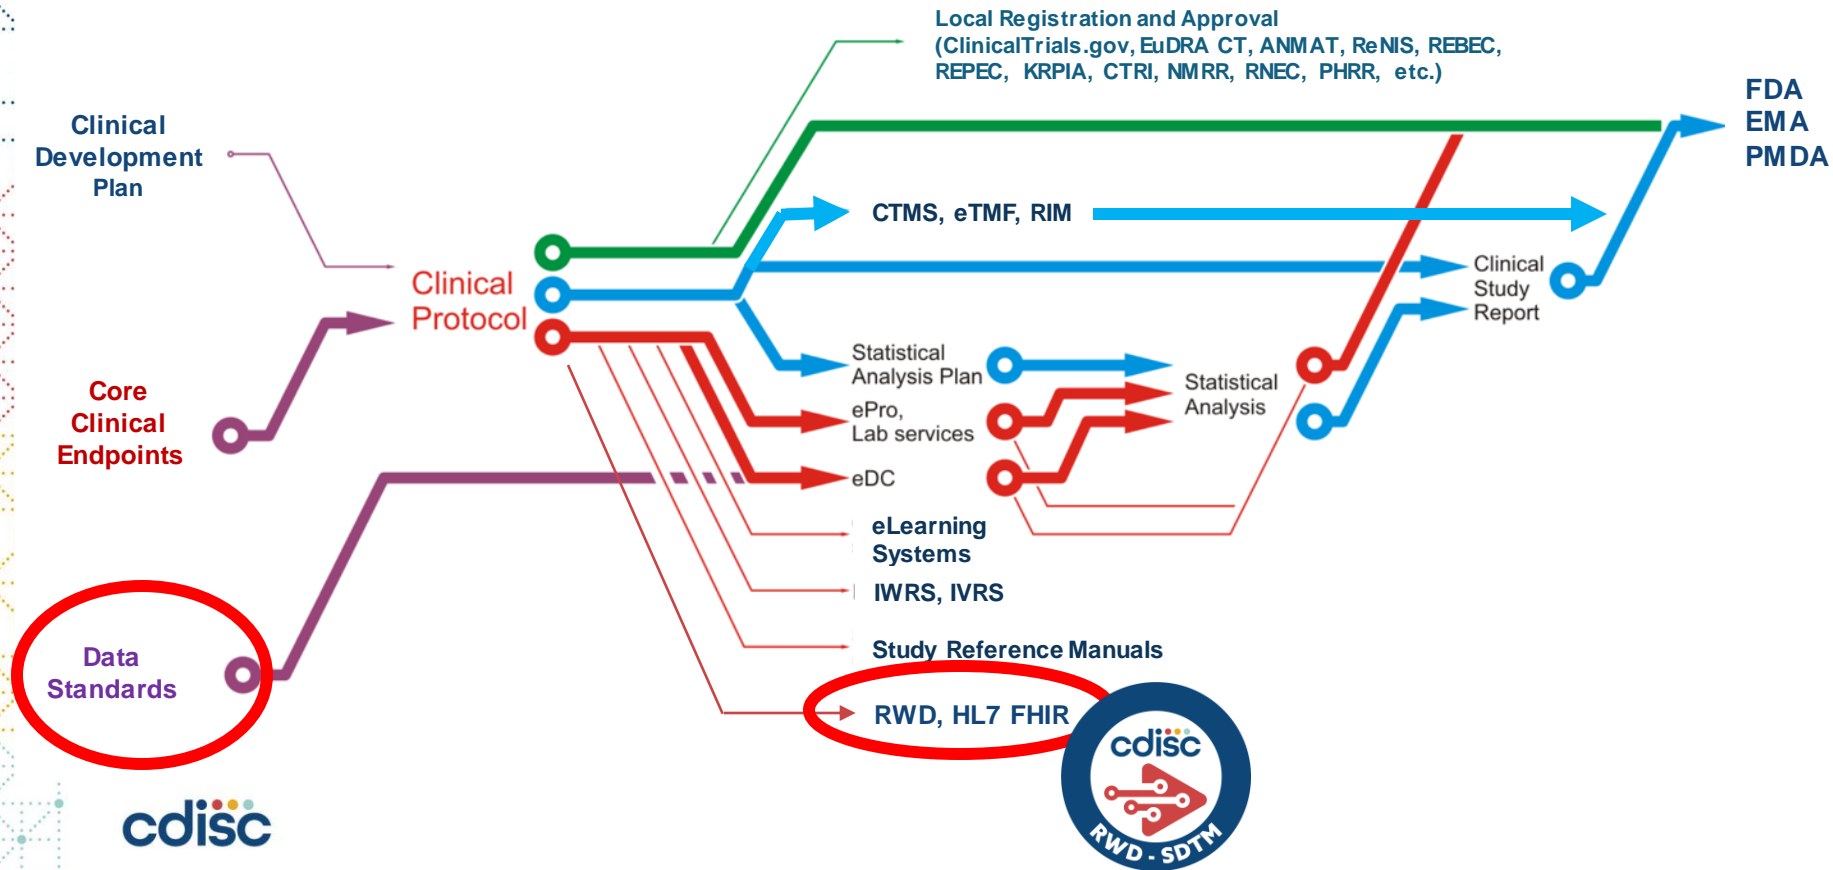 Local Registration and Approval
(ClinicalTrials.gov, EuDRA CT, ANMAT, ReNIS, REBEC,
REPEC, KRPIA, CTRI, NMRR, RNEC, PHRR, etc.)
FDA
EMA
PMDA
Clinical
Development
Plan
CTMS, eTMF, RIM
Clinical
Protocol
Clinical
Study
Report
Core
Clinical
Endpoints
Statistical
Analysis Plan
ePro,
Lab services
eDC
Statistical
Analysis
eLearning
Systems
IWRS, IVRS
Study Reference Manuals
Data
Standards
RWD, HL7 FHIR
cdisc
RWD - SDTM
cdisc